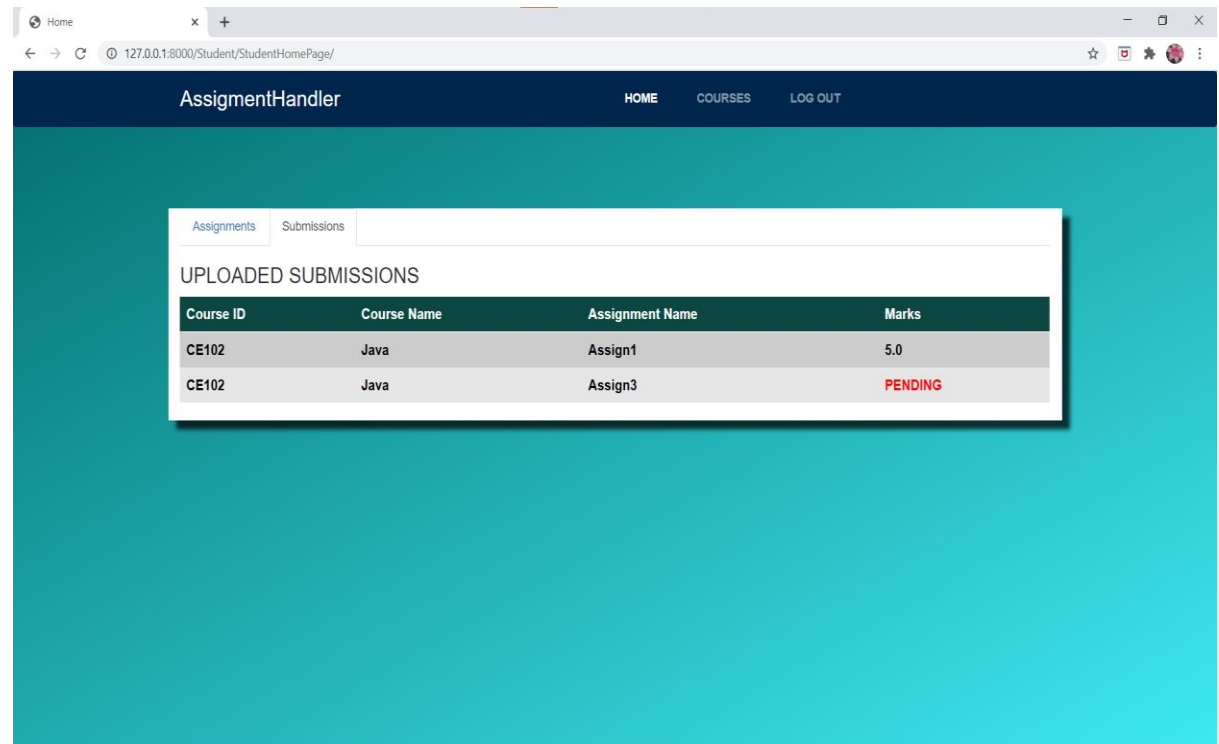 Home
127.0.0.1:8000/Student/StudentHomePage/
AssigmentHandler HOME COURSES LOG OUT
Assignments Submissions
UPLOADED SUBMISSIONS
Course ID Course Name Assignment Name Marks
CE102 Java Assign1 5.0
CE102 Java Assign3 PENDING